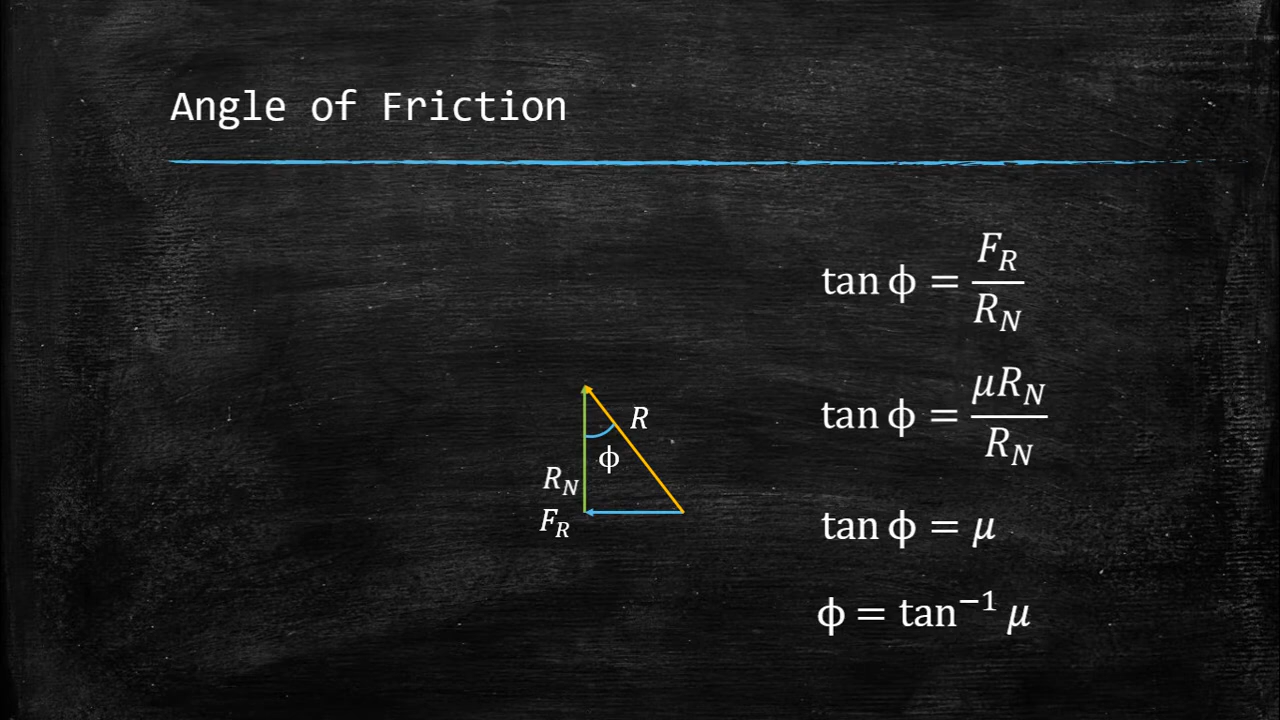 Angle of Friction
tan ϕ = F_R / R_N
tan ϕ = μR_N / R_N
R
ϕ
R_N
F_R
tan ϕ = μ
ϕ = tan⁻¹ μ